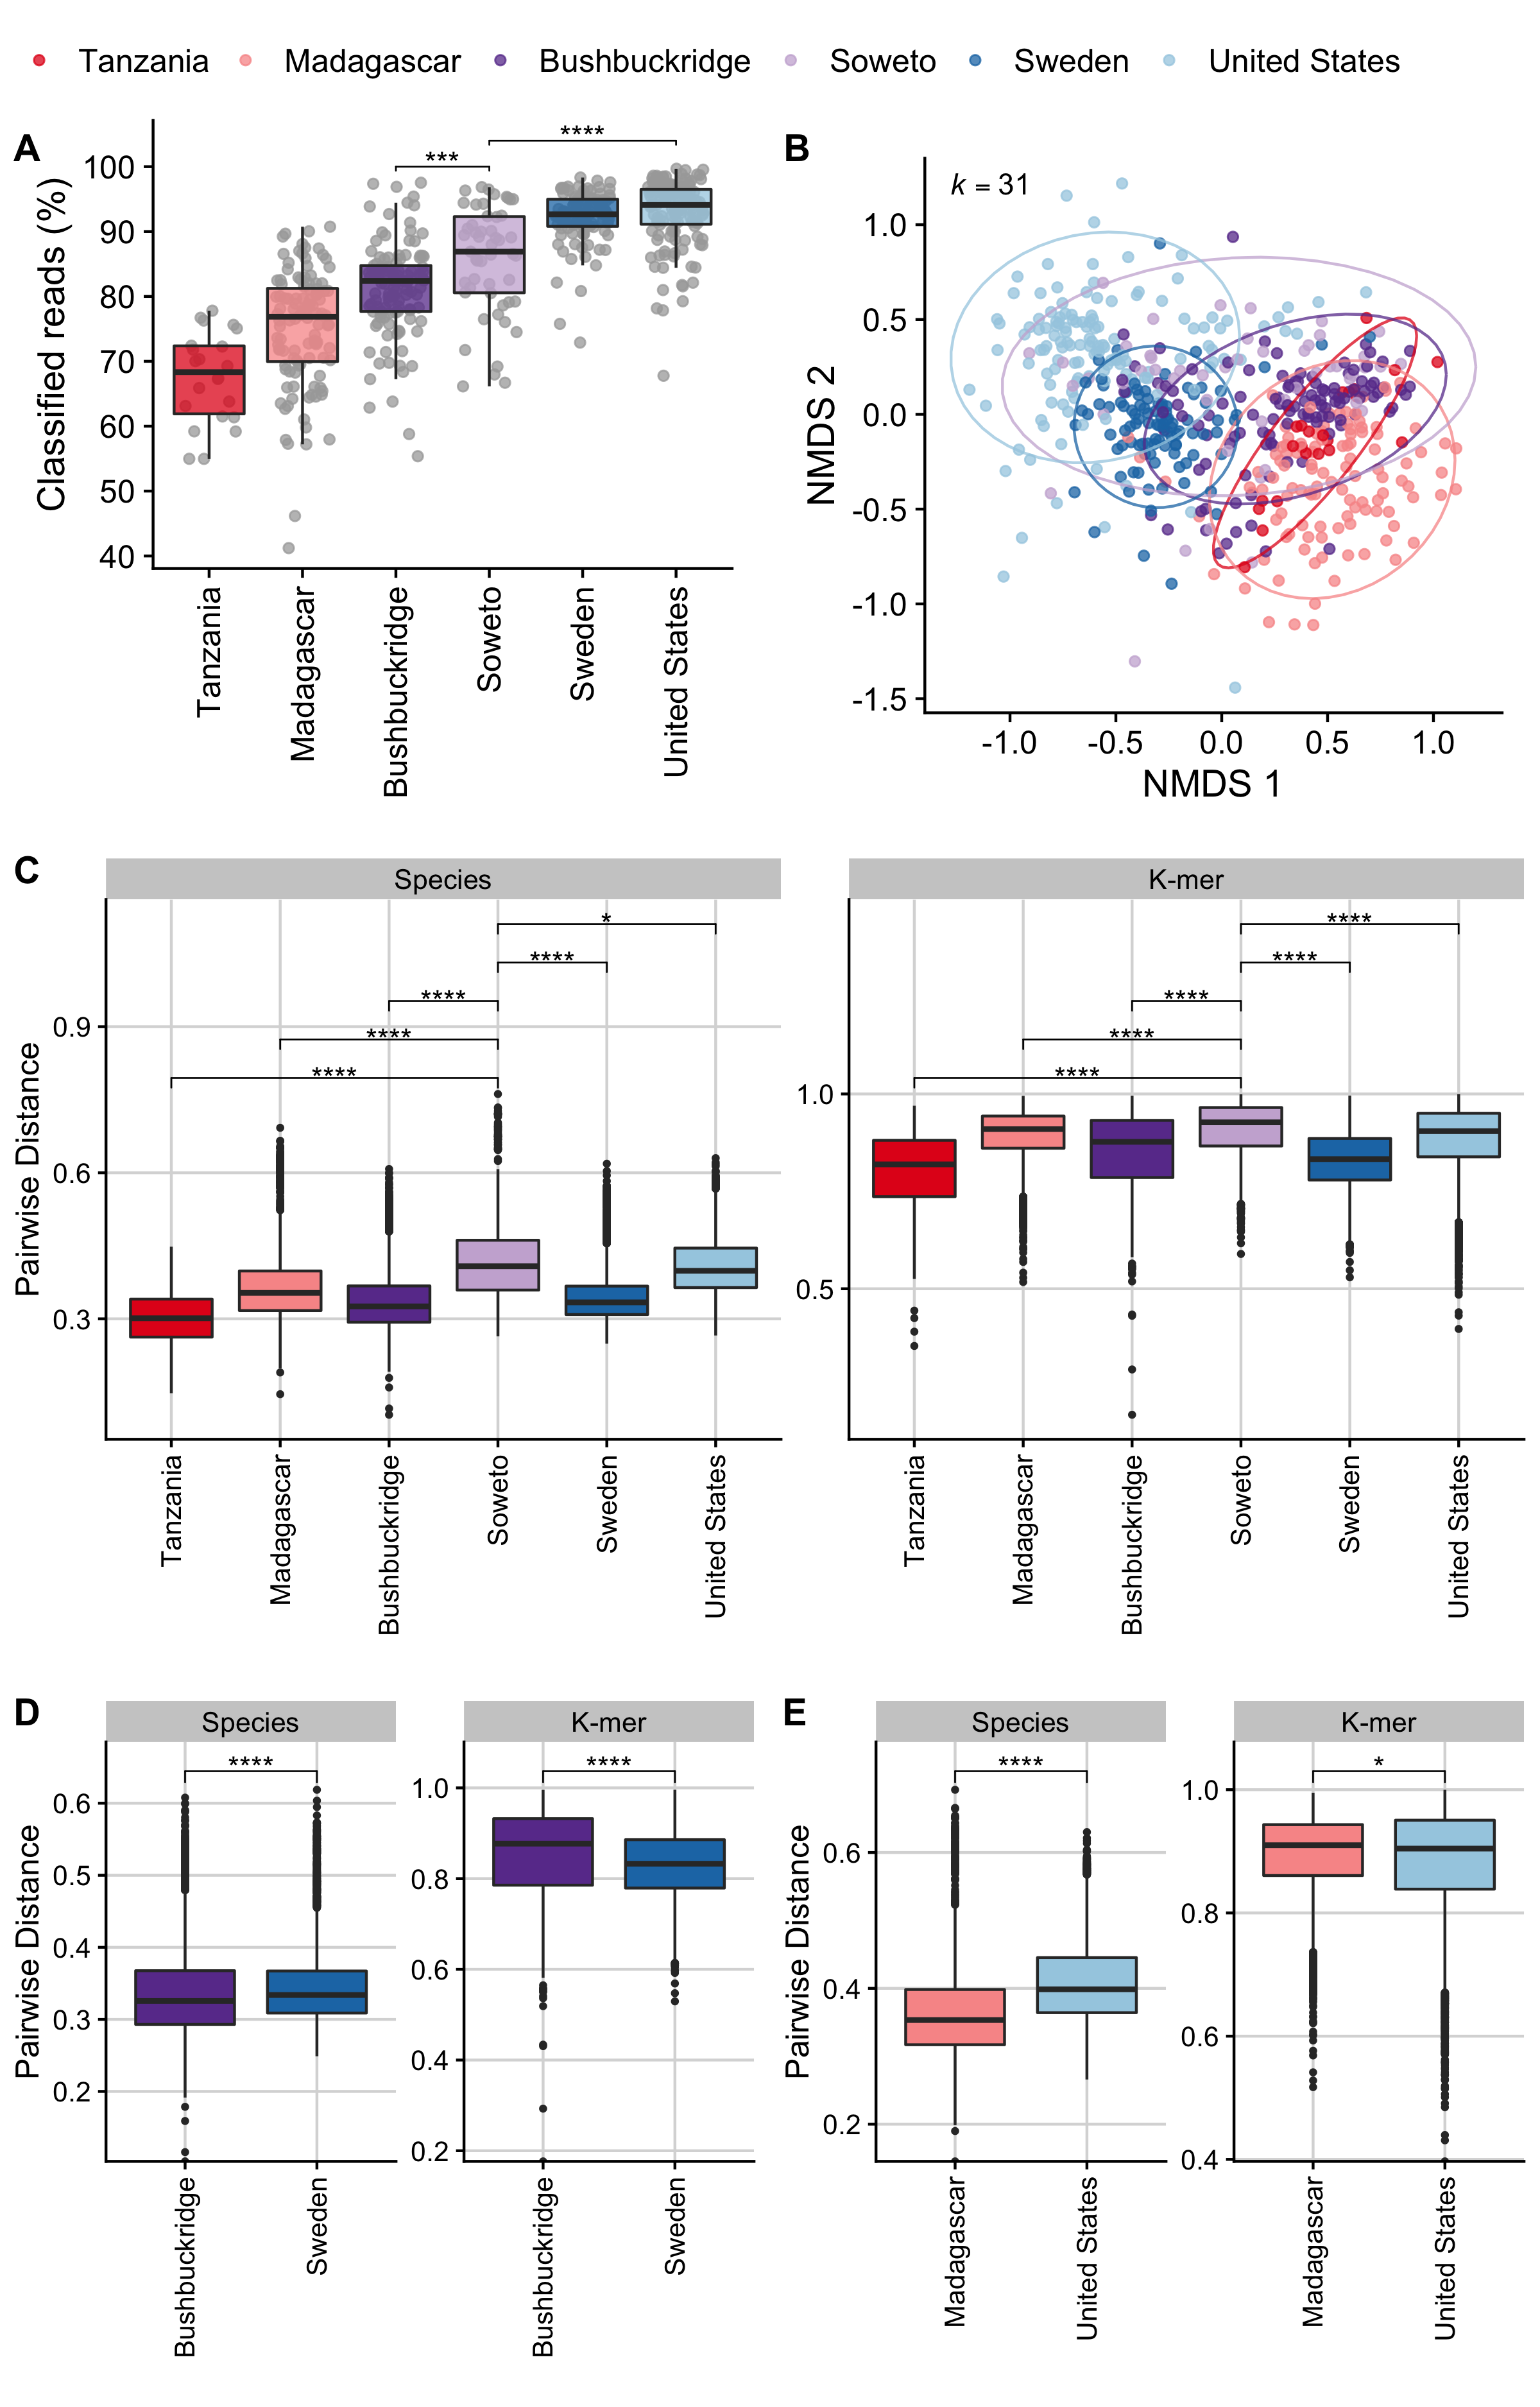 Tanzania Madagascar Bushbuckridge Soweto Sweden United States
A
*** ****
Classified reads (%)
100
90
80
70
60
50
40
Tanzania
Madagascar
Bushbuckridge
Soweto
Sweden
United States
B
k = 31
NMDS 2
1.0
0.5
0.0
-0.5
-1.0
-1.5
-1.0 -0.5 0.0 0.5 1.0
NMDS 1
C
Species
*
****
****
****
****
Pairwise Distance
0.9
0.6
0.3
Tanzania
Madagascar
Bushbuckridge
Soweto
Sweden
United States
K-mer
****
****
****
****
****
1.0
0.5
Tanzania
Madagascar
Bushbuckridge
Soweto
Sweden
United States
D
Species
****
Pairwise Distance
0.6
0.5
0.4
0.3
0.2
Bushbuckridge
Sweden
K-mer
****
1.0
0.8
0.6
0.4
0.2
Bushbuckridge
Sweden
E
Species
****
Pairwise Distance
0.6
0.4
0.2
Madagascar
United States
K-mer
*
1.0
0.8
0.6
0.4
Madagascar
United States